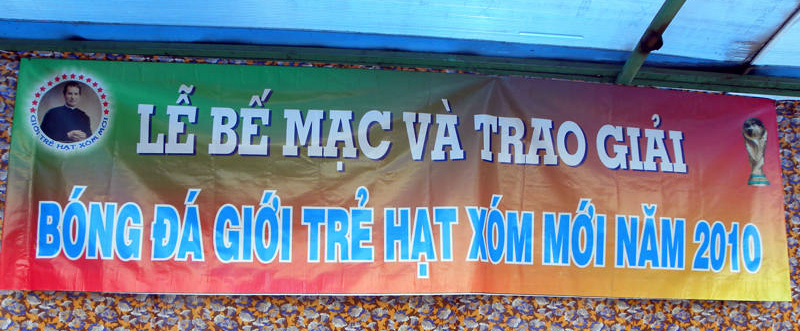 GIỚI TRẺ HẠT XÓM MỚI
LỄ BẾ MẠC VÀ TRAO GIẢI
BÓNG ĐÁ GIỚI TRẺ HẠT XÓM MỚI NĂM 2010